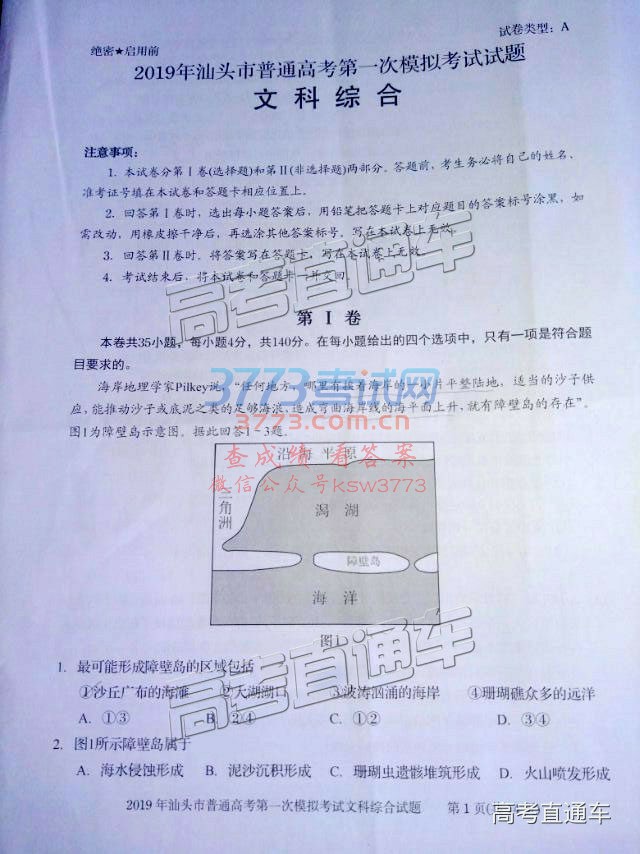 试卷类型：A
绝密★启用前
2019年汕头市普通高考第一次模拟考试试题
文科综合
注意事项：
1. 本试卷分第Ⅰ卷(选择题)和第Ⅱ(非选择题)两部分。答题前，考生务必将自己的姓名、
准考证号填在本试卷和答题卡相应位置上。
2. 回答第Ⅰ卷时，选出每小题答案后，用铅笔把答题卡上对应题目的答案标号涂黑，如
需改动，用橡皮擦干净后，再选涂其他答案标号。写在本试卷上无效。
3. 回答第Ⅱ卷时。将答案写在答题卡，写在本试卷上无效。
4. 考试结束后，将本试卷和答题卡一并交回。
高考直通车
第Ⅰ卷
本卷共35小题，每小题4分，共140分。在每小题给出的四个选项中，只有一项是符合题
目要求的。
3773考试网
海岸地理学家Pilkey说，“任何地方，哪里有接着海岸的一小片平整陆地，适当的沙子供
应，能推动沙子或底泥之类的足够海浪，造成弯曲海岸线的海平面上升，就有障壁岛的存在”。
www.3773.com.cn
图1为障壁岛示意图。据此回答1-3题。
查成绩 看答案
微信公众号ksw3773
沿海平原
三角洲
潟湖
障壁岛
海洋
图1
高考直通车
1. 最可能形成障壁岛的区域包括
①沙丘广布的海滩 ②大湖湖口 ③波涛汹涌的海岸 ④珊瑚礁众多的远洋
A. ①③ B. ②④ C. ①② D. ③④
2. 图1所示障壁岛属于
A. 海水侵蚀形成 B. 泥沙沉积形成 C. 珊瑚虫遗骸堆筑形成 D. 火山喷发形成
2019年汕头市普通高考第一次模拟考试文科综合试题 第1页
高考直通车